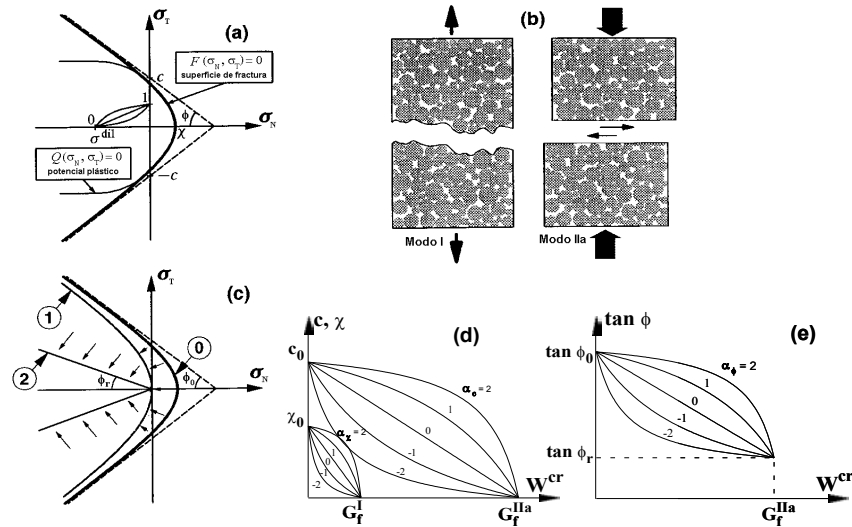 (a)
σT
F (σN, σT) = 0
superficie de fractura
c
1
0
φ
χ
σN
σ dil
Q(σN, σT) = 0
potencial plástico
-c
(b)
Modo I
Modo IIa
(c)
σT
1
2
0
φr
φ0
σN
(d)
c, χ
c0
χ0
αc = 2
1
0
-1
-2
αχ = 2
1
0
-1
-2
Wcr
GfI
GfIIa
(e)
tan φ
tan φ0
αφ = 2
1
0
-1
-2
tan φr
Wcr
GfIIa